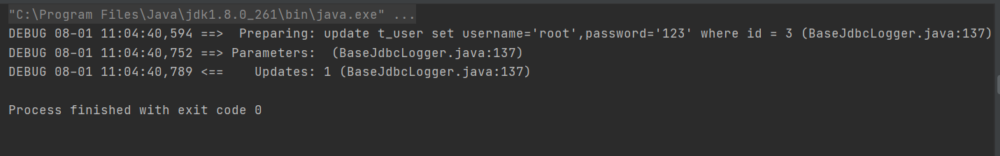 "C:\Program Files\Java\jdk1.8.0_261\bin\java.exe" ...
DEBUG 08-01 11:04:40,594 ==>  Preparing: update t_user set username='root',password='123' where id = 3 (BaseJdbcLogger.java:137)
DEBUG 08-01 11:04:40,752 ==> Parameters:  (BaseJdbcLogger.java:137)
DEBUG 08-01 11:04:40,789 <==    Updates: 1 (BaseJdbcLogger.java:137)
Process finished with exit code 0